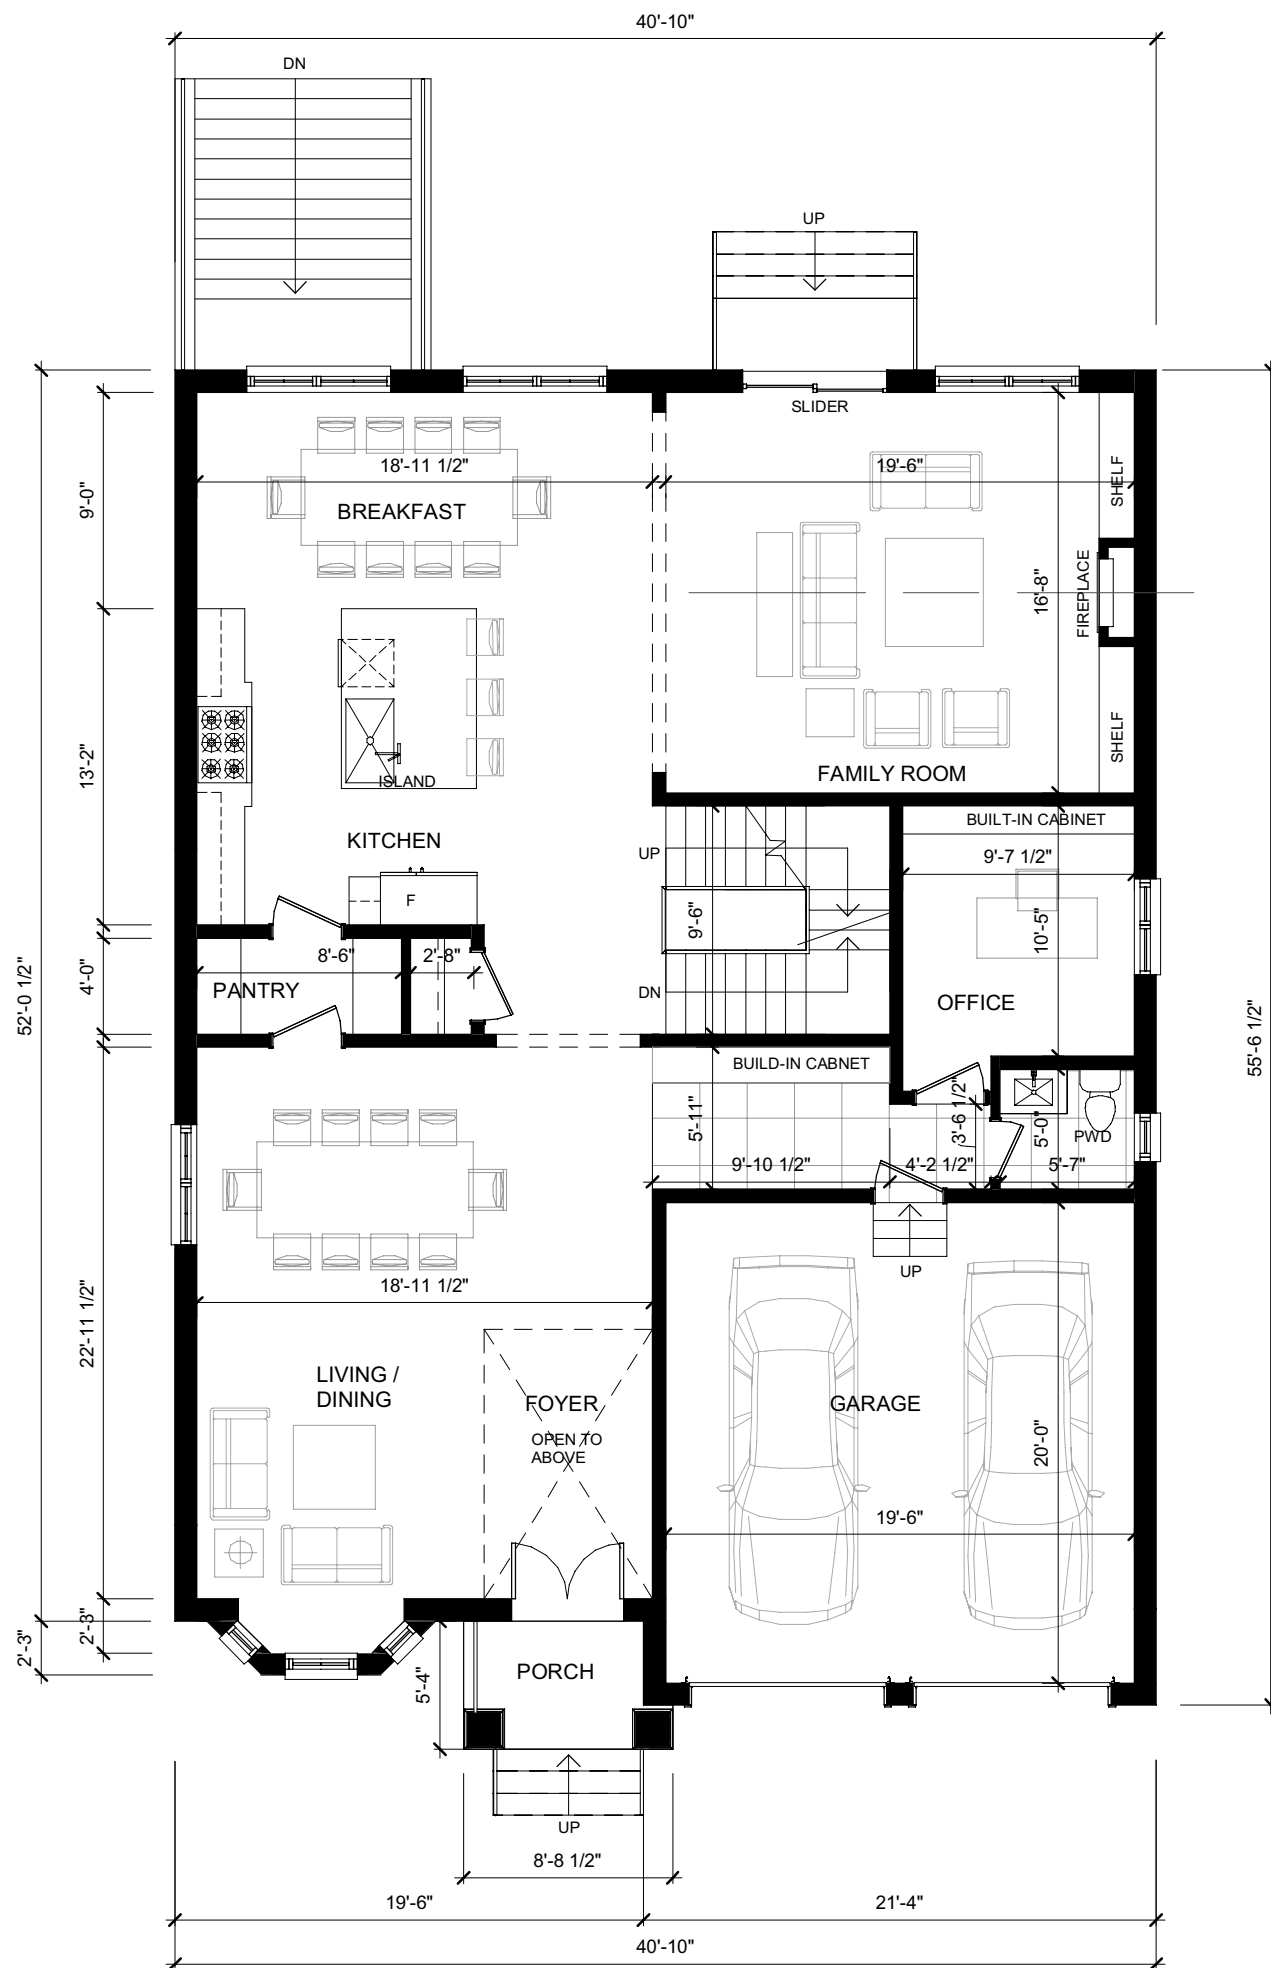 40'-10"
DN
UP
SLIDER
18'-11 1/2"
19'-6"
SHELF
9'-0"
BREAKFAST
16'-8"
FIREPLACE
13'-2"
ISLAND
SHELF
FAMILY ROOM
KITCHEN
BUILT-IN CABINET
UP
9'-7 1/2"
F
9'-6"
10'-5"
8'-6"
2'-8"
4'-0"
PANTRY
DN
OFFICE
52'-0 1/2"
55'-6 1/2"
BUILD-IN CABNET
5'-11"
3'-6 1/2"
5'-0"
PWD
9'-10 1/2"
4'-2 1/2"
5'-7"
UP
18'-11 1/2"
22'-11 1/2"
LIVING /
DINING
FOYER
OPEN TO
ABOVE
GARAGE
20'-0"
19'-6"
2'-3"
2'-3"
PORCH
5'-4"
UP
8'-8 1/2"
19'-6"
21'-4"
40'-10"